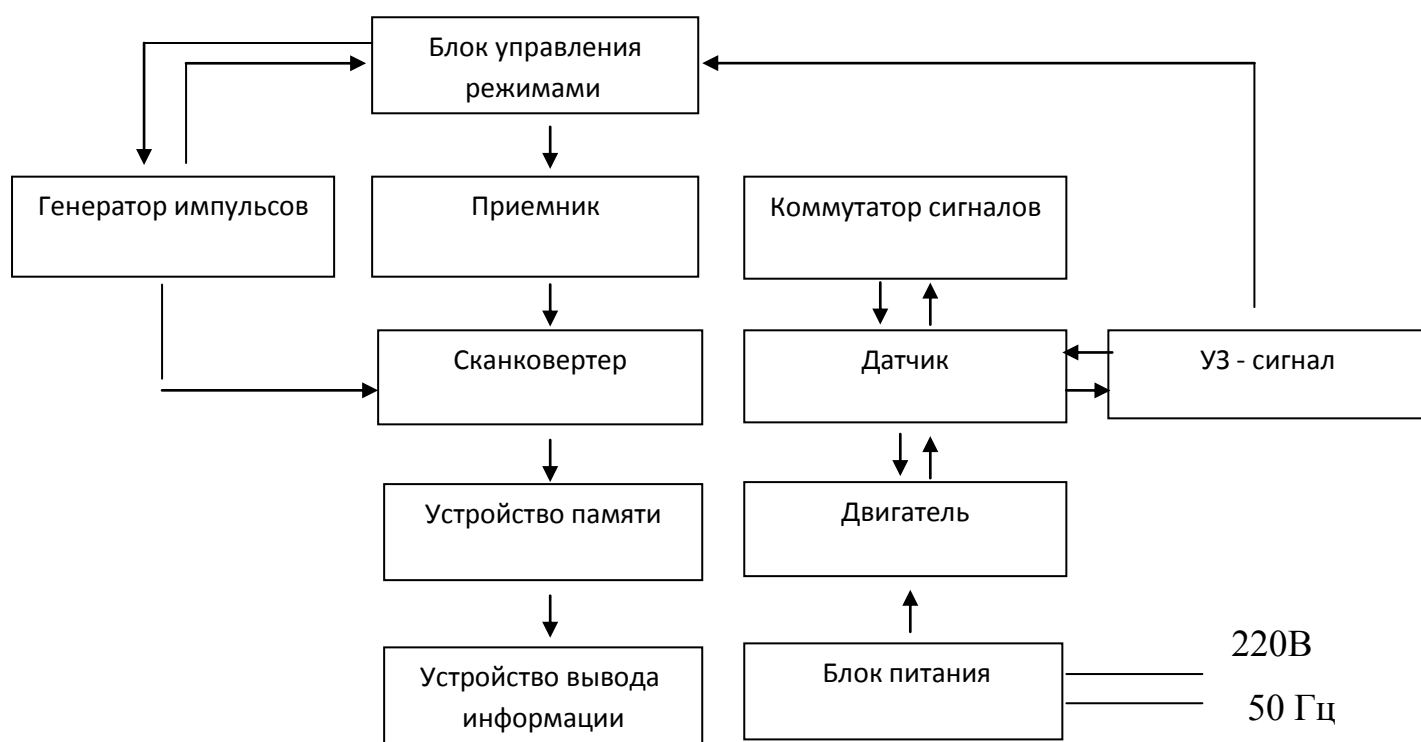 Блок управления
режимами
Генератор импульсов
Приемник
Коммутатор сигналов
Сканковертер
Датчик
УЗ - сигнал
Устройство памяти
Двигатель
Устройство вывода
информации
Блок питания
220В
50 Гц